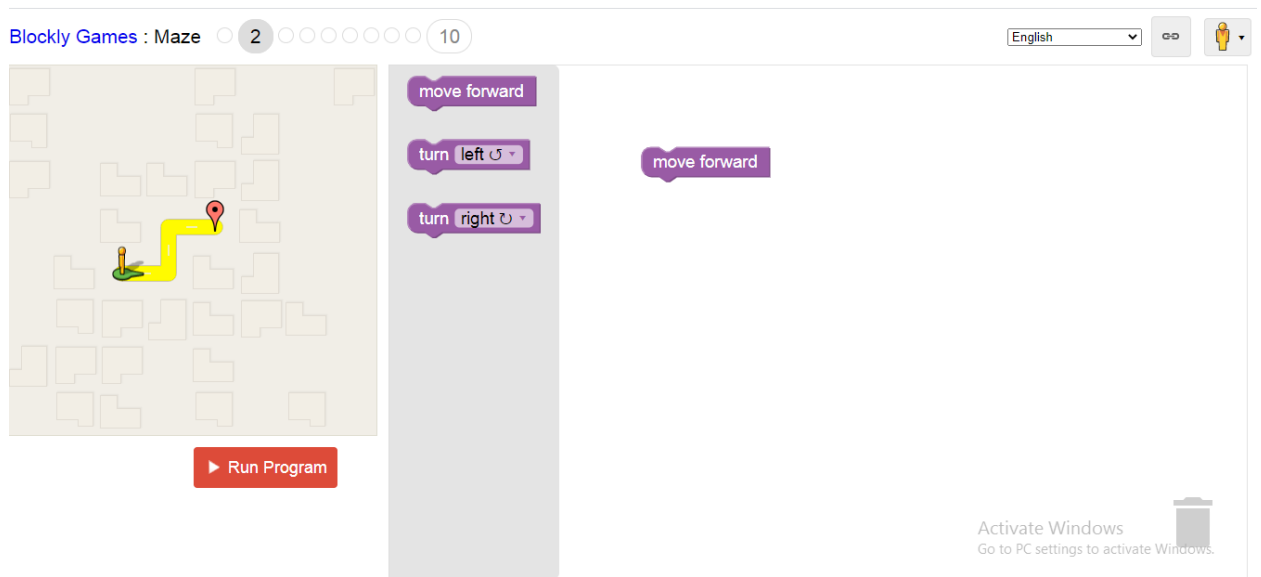 Blockly Games : Maze 2 10 English
move forward
turn left ↺
turn right ↻
move forward
Run Program
Activate Windows
Go to PC settings to activate Windows.